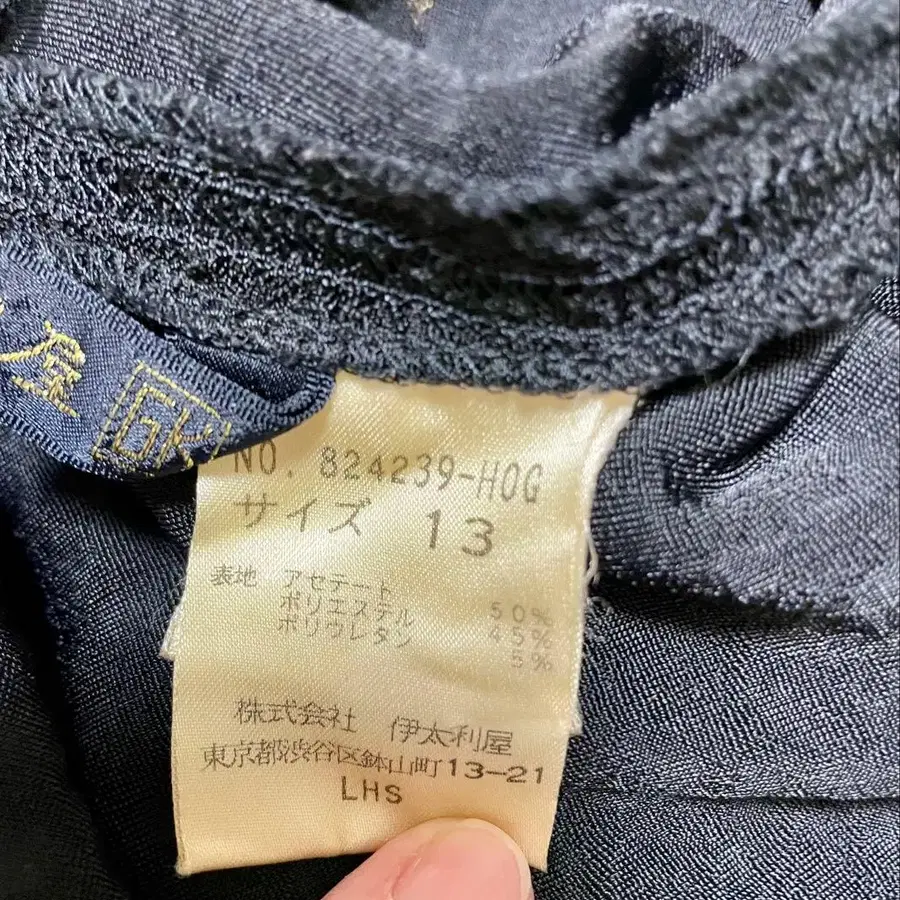 屋 GK
NO. 824239-HOG
サイズ 13
表地 アセテート 50%
ポリエステル 45%
ポリウレタン 5%
株式会社 伊太利屋
東京都渋谷区鉢山町13-21
LHS